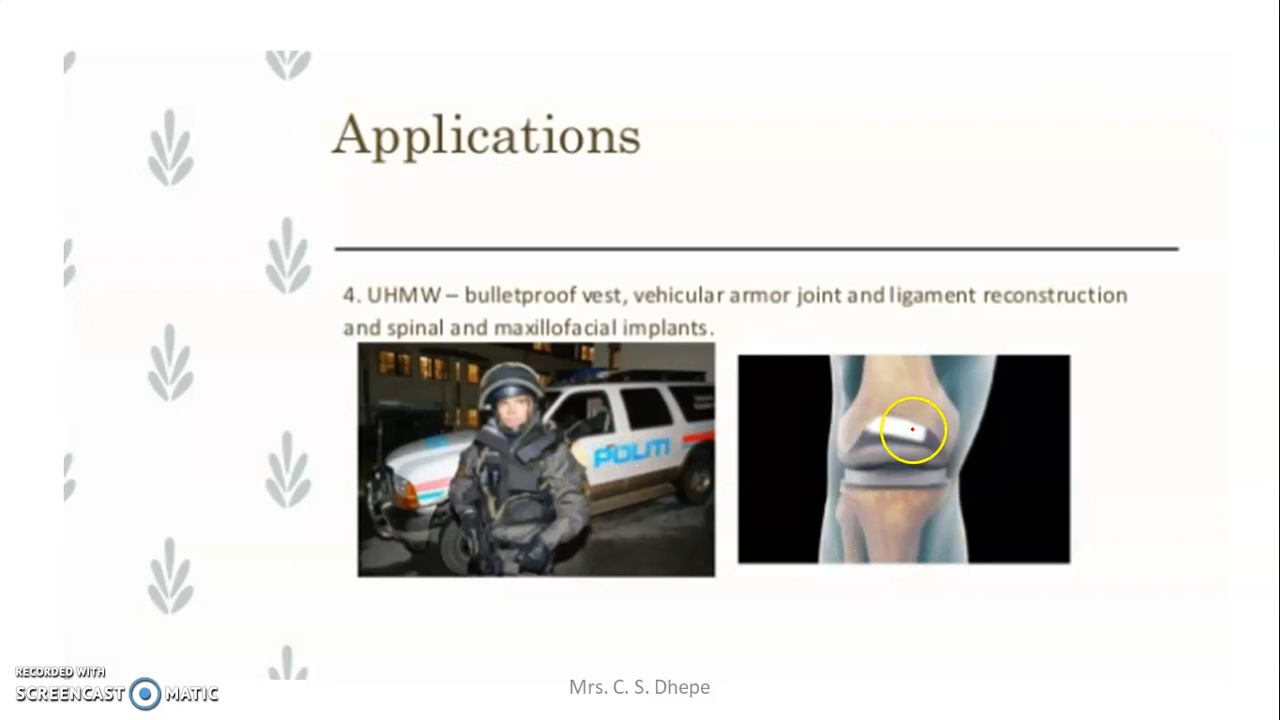 Applications
4. UHMW – bulletproof vest, vehicular armor joint and ligament reconstruction
and spinal and maxillofacial implants.
POLITI
RECORDED WITH
SCREENCAST MATIC
Mrs. C. S. Dhepe